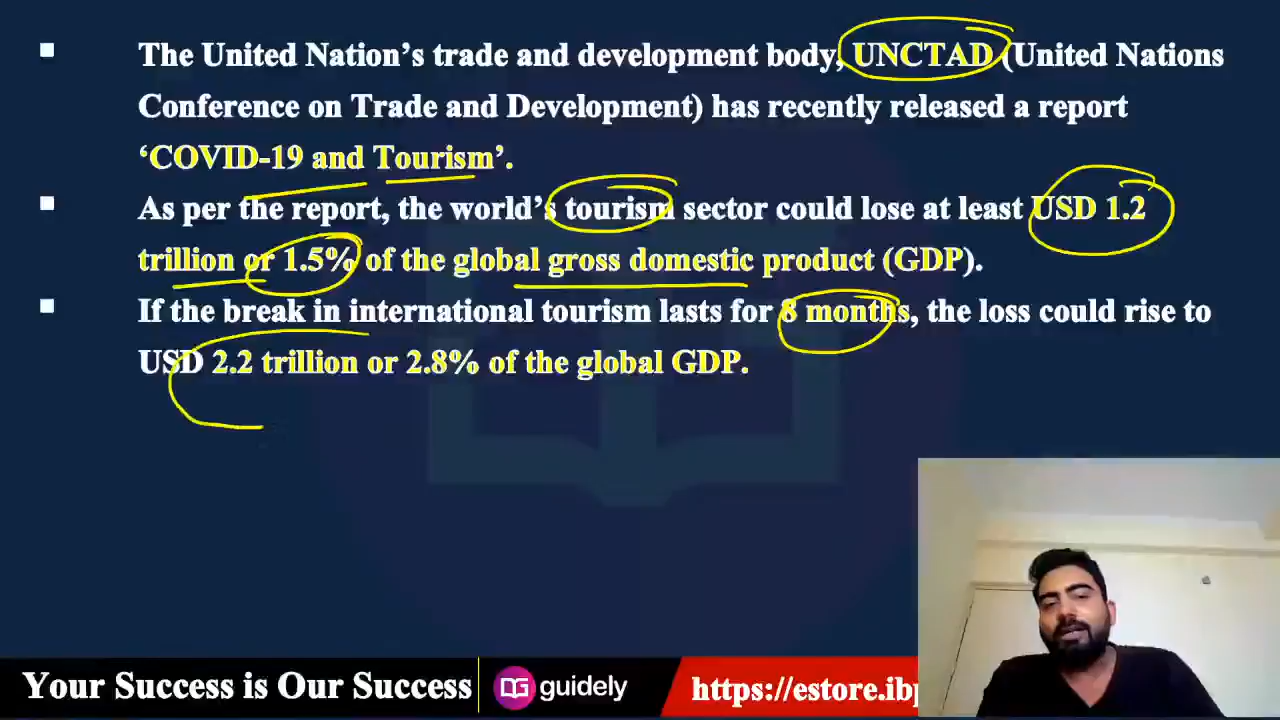 The United Nation’s trade and development body, UNCTAD (United Nations
Conference on Trade and Development) has recently released a report
‘COVID-19 and Tourism’.
As per the report, the world’s tourism sector could lose at least USD 1.2
trillion or 1.5% of the global gross domestic product (GDP).
If the break in international tourism lasts for 8 months, the loss could rise to
USD 2.2 trillion or 2.8% of the global GDP.
Your Success is Our Success
guidely
https://estore.ibp